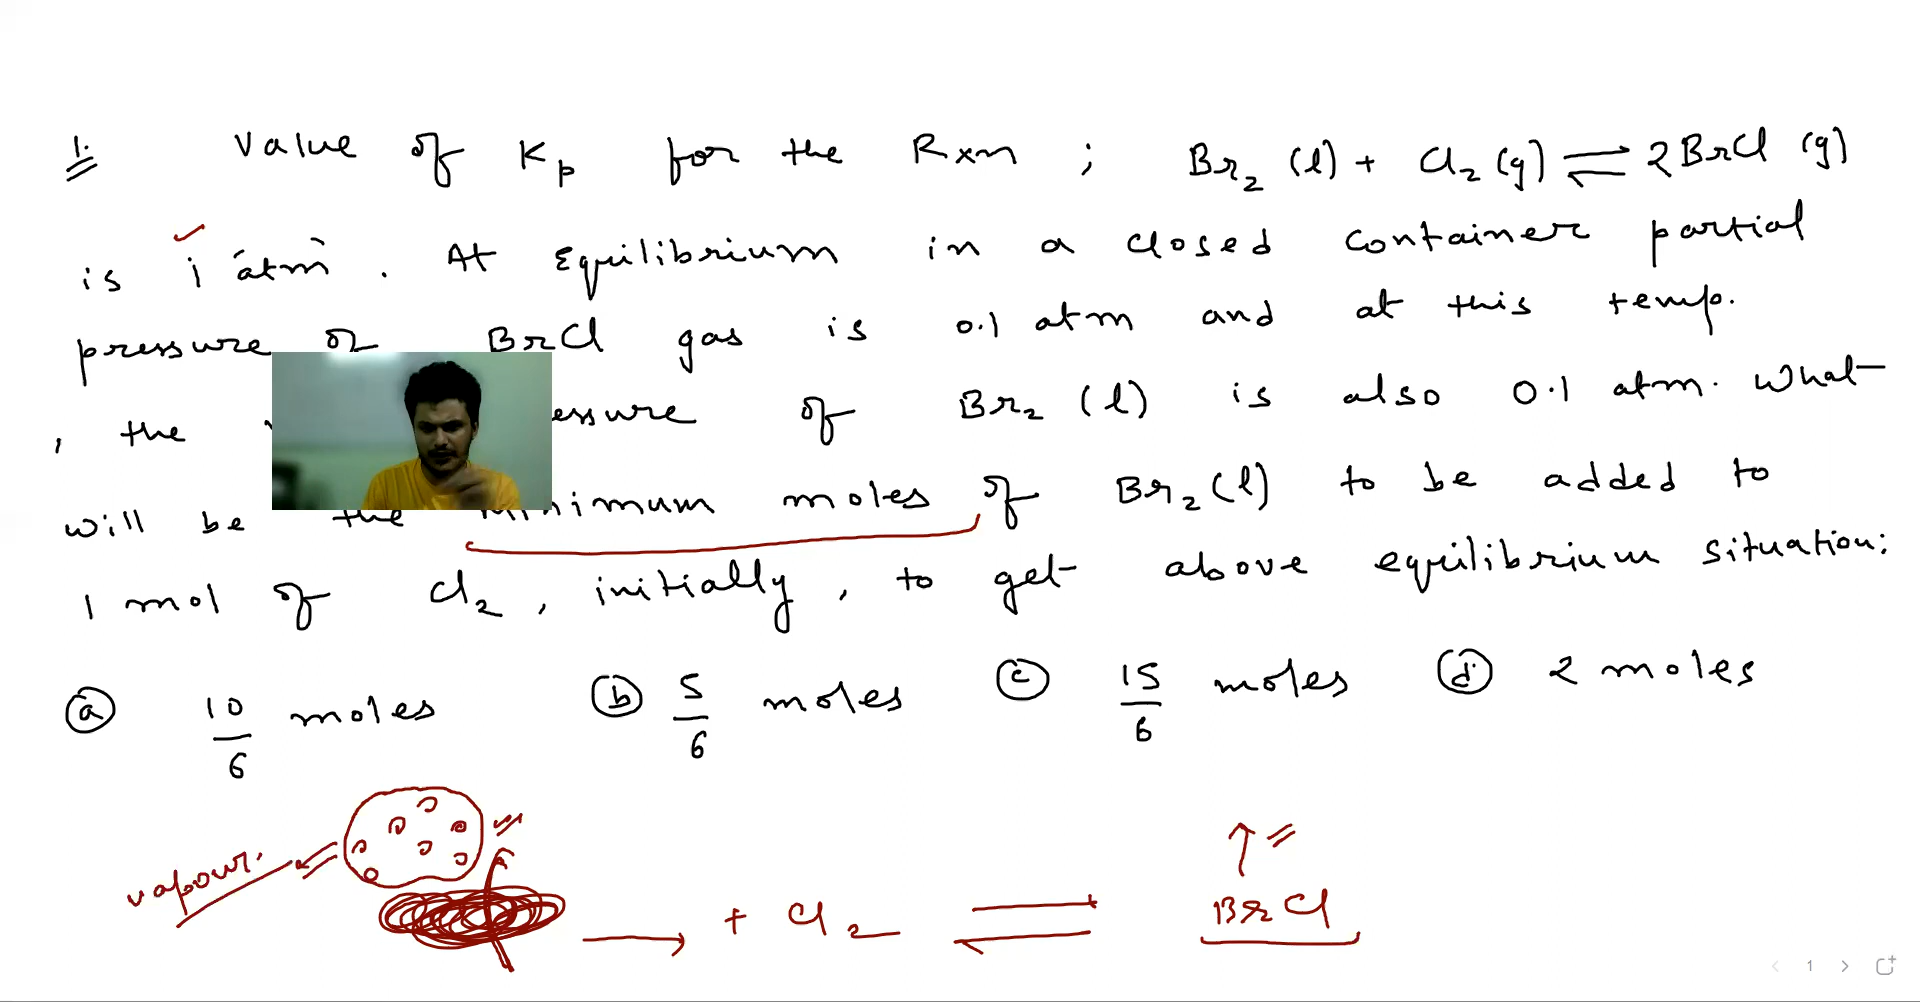 1. Value of Kp for the Rxn ; Br₂ (l) + Cl₂ (g) ⇌ 2BrCl (g)
is 1 atm . At Equilibrium in a closed container partial
pressure of BrCl gas is 0.1 atm and at this temp.
, the essure of Br₂ (l) is also 0.1 atm. What
will be the minimum moles of Br₂(l) to be added to
1 mol of Cl₂, initially, to get above equilibrium situation:
ⓐ 10/6 moles ⓑ 5/6 moles ⓒ 15/6 moles ⓓ 2 moles
vapour.
→ + Cl₂ ⇌ BrCl ↑
1